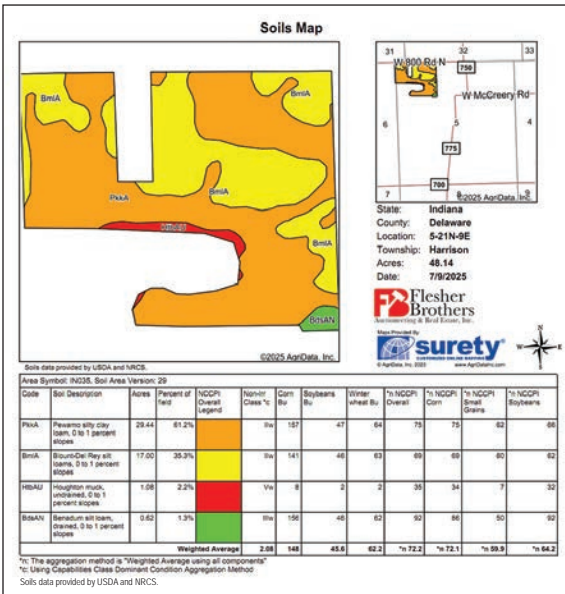 Soils Map
BmlA
BmlA
PkkA
BmlA
HtbAU
BmlA
BdsAN
©2025 AgriData, Inc.
Soils data provided by USDA and NRCS.
31
32
33
W 800 Rd N
750
W McCreery Rd
6
5
4
775
700
7
8
9
©2025 AgriData, Inc.
State: Indiana
County: Delaware
Location: 5-21N-9E
Township: Harrison
Acres: 48.14
Date: 7/9/2025
FB Flesher
Brothers
Auctioneering & Real Estate, Inc.
Maps Provided By
surety
CUSTOMIZED ONLINE MAPPING
© AgriData, Inc. 2023 www.AgriDataInc.com
N
W E
S
Area Symbol: IN035, Soil Area Version: 29
Code Soil Description Acres Percent of field NCCPI Overall Legend Non-Irr Class *c Corn Bu Soybeans Bu Winter wheat Bu *n NCCPI Overall *n NCCPI Corn *n NCCPI Small Grains *n NCCPI Soybeans
PkkA Pewamo silty clay loam, 0 to 1 percent slopes 29.44 61.2% IIw 157 47 64 75 75 62 66
BmlA Blount-Del Rey silt loams, 0 to 1 percent slopes 17.00 35.3% IIw 141 46 63 69 69 60 62
HtbAU Houghton muck, undrained, 0 to 1 percent slopes 1.08 2.2% Vw 8 2 2 35 34 7 32
BdsAN Benadum silt loam, drained, 0 to 1 percent slopes 0.62 1.3% IIIw 156 46 62 92 86 50 92
Weighted Average 2.08 148 45.6 62.2 *n 72.2 *n 72.1 *n 59.9 *n 64.2
*n: The aggregation method is "Weighted Average using all components"
*c: Using Capabilities Class Dominant Condition Aggregation Method
Soils data provided by USDA and NRCS.